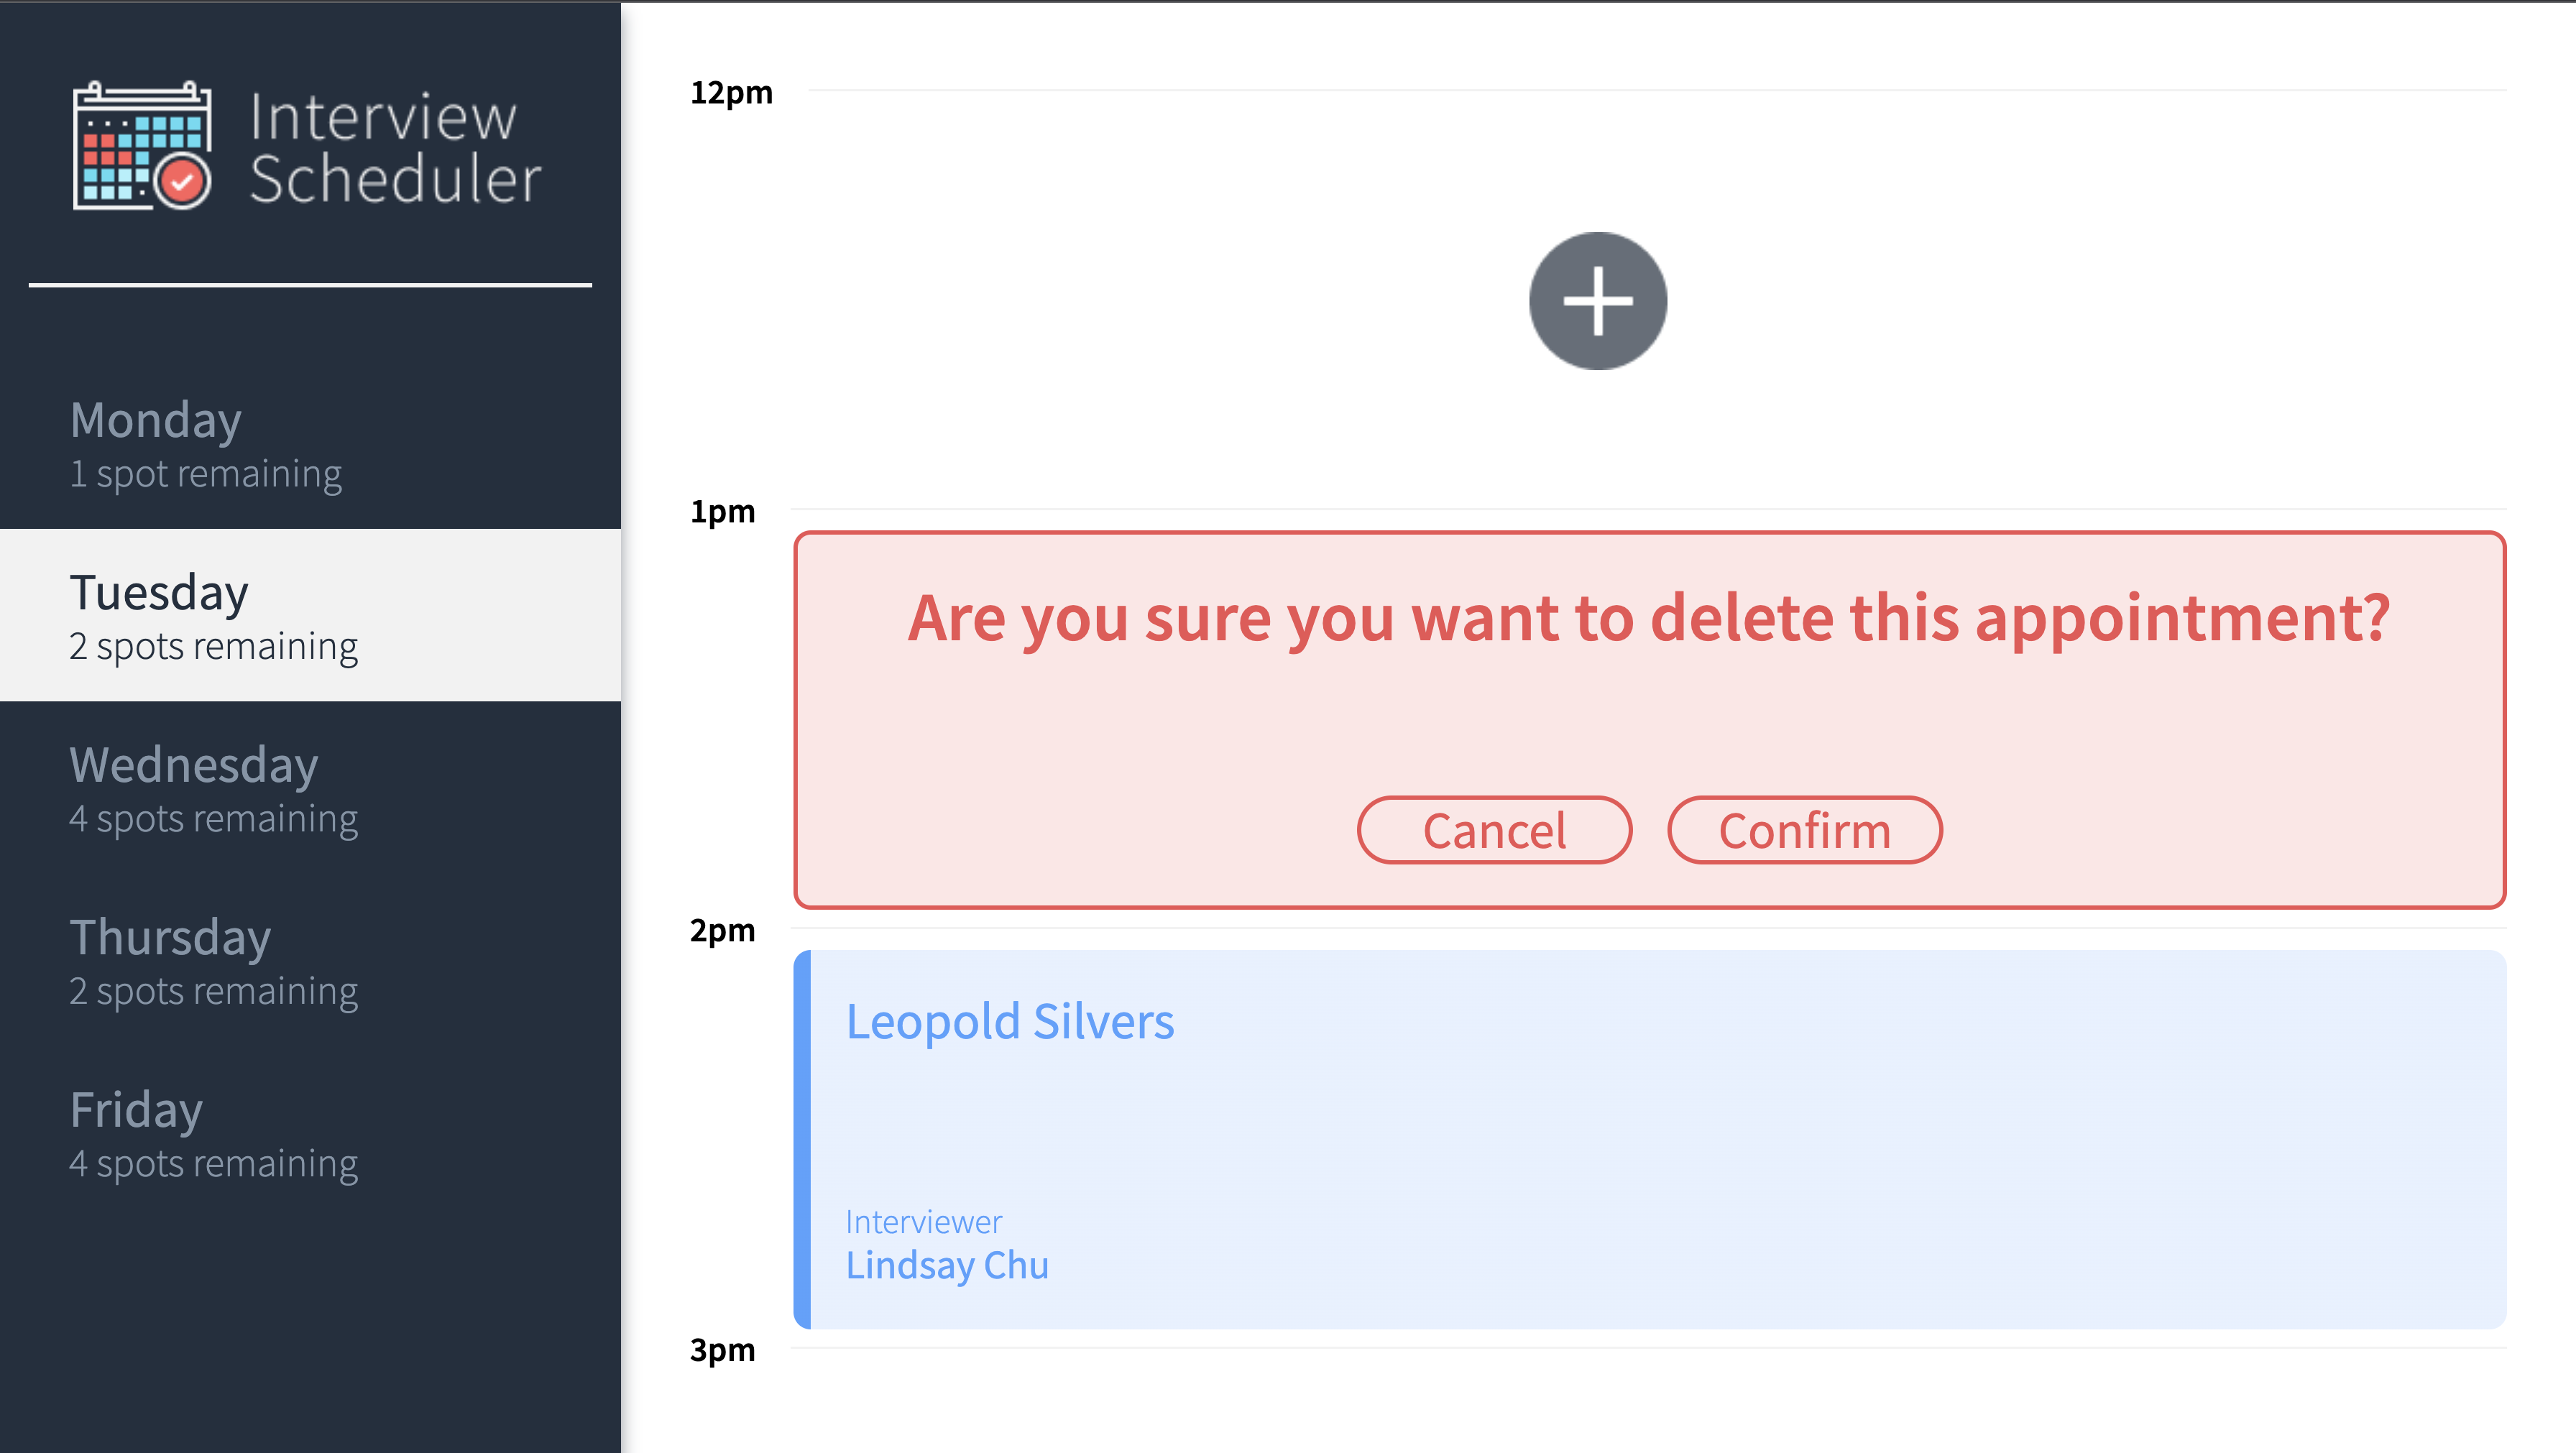 Interview
Scheduler
Monday
1 spot remaining
Tuesday
2 spots remaining
Wednesday
4 spots remaining
Thursday
2 spots remaining
Friday
4 spots remaining
12pm
1pm
Are you sure you want to delete this appointment?
Cancel Confirm
2pm
Leopold Silvers
Interviewer
Lindsay Chu
3pm